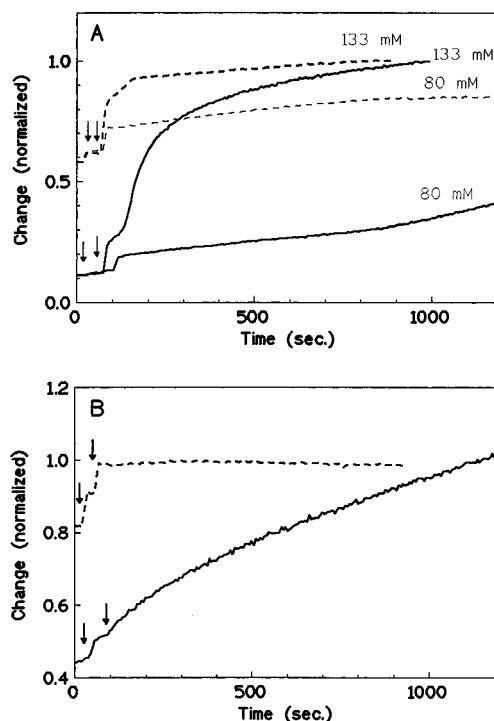 A
133 mM
133 mM
80 mM
80 mM
1.0
0.5
0.0
Change (normalized)
0
500
1000
Time (sec.)
B
1.2
1.0
0.8
0.6
0.4
Change (normalized)
0
500
1000
Time (sec.)